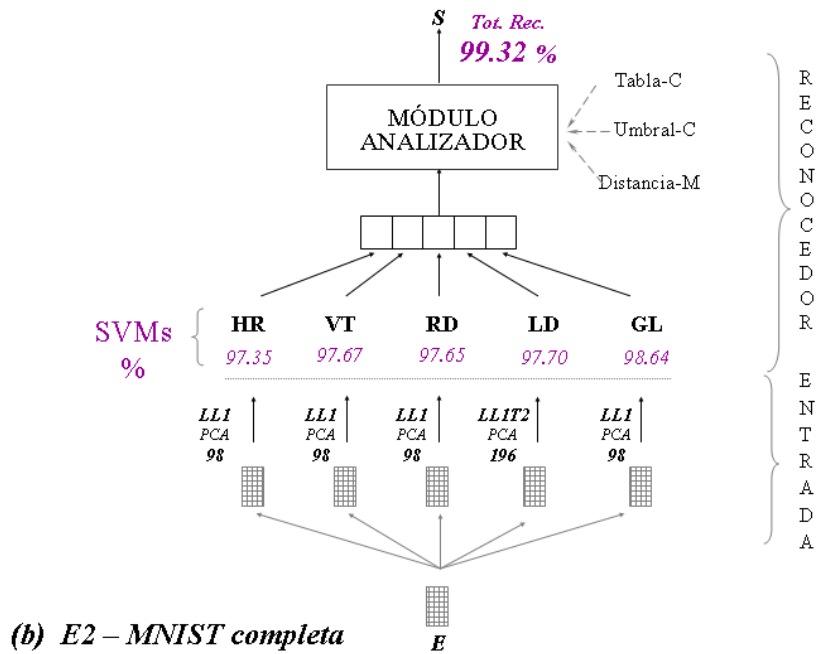 S
Tot. Rec.
99.32 %
MÓDULO
ANALIZADOR
Tabla-C
Umbral-C
Distancia-M
RECONOCEDOR
SVMs
%
HR VT RD LD GL
97.35 97.67 97.65 97.70 98.64
LL1 LL1 LL1 LL1T2 LL1
PCA PCA PCA PCA PCA
98 98 98 196 98
ENTRADA
(b) E2 – MNIST completa
E